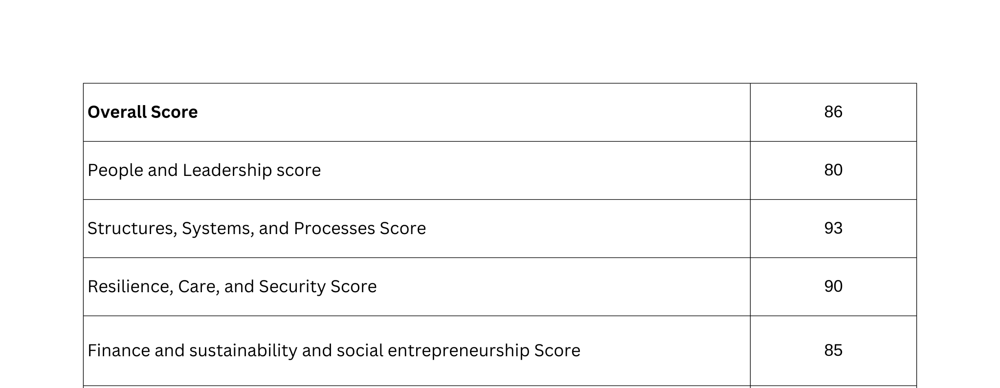 Overall Score 86
People and Leadership score 80
Structures, Systems, and Processes Score 93
Resilience, Care, and Security Score 90
Finance and sustainability and social entrepreneurship Score 85